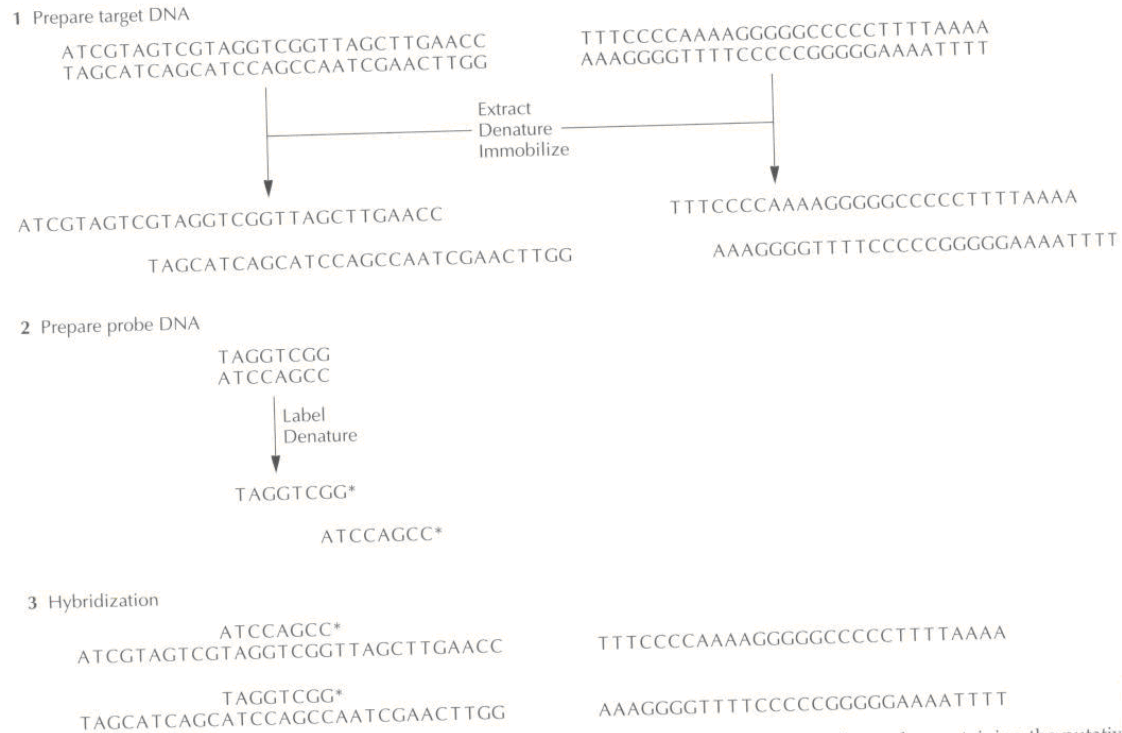 1 Prepare target DNA
ATCGTAGTCGTAGGTCGGTTAGCTTGAACC
TAGCATCAGCATCCAGCCAATCGAACTTGG
TTTCCCCAAAAGGGGGCCCCCTTTTAAAA
AAAGGGGTTTTCCCCCGGGGGAAAATTTT
Extract
Denature
Immobilize
ATCGTAGTCGTAGGTCGGTTAGCTTGAACC
TAGCATCAGCATCCAGCCAATCGAACTTGG
TTTCCCCAAAAGGGGGCCCCCTTTTAAAA
AAAGGGGTTTTCCCCCGGGGGAAAATTTT
2 Prepare probe DNA
TAGGTCGG
ATCCAGCC
Label
Denature
TAGGTCGG*
ATCCAGCC*
3 Hybridization
ATCCAGCC*
ATCGTAGTCGTAGGTCGGTTAGCTTGAACC
TAGGTCGG*
TAGCATCAGCATCCAGCCAATCGAACTTGG
TTTCCCCAAAAGGGGGCCCCCTTTTAAAA
AAAGGGGTTTTCCCCCGGGGGAAAATTTT